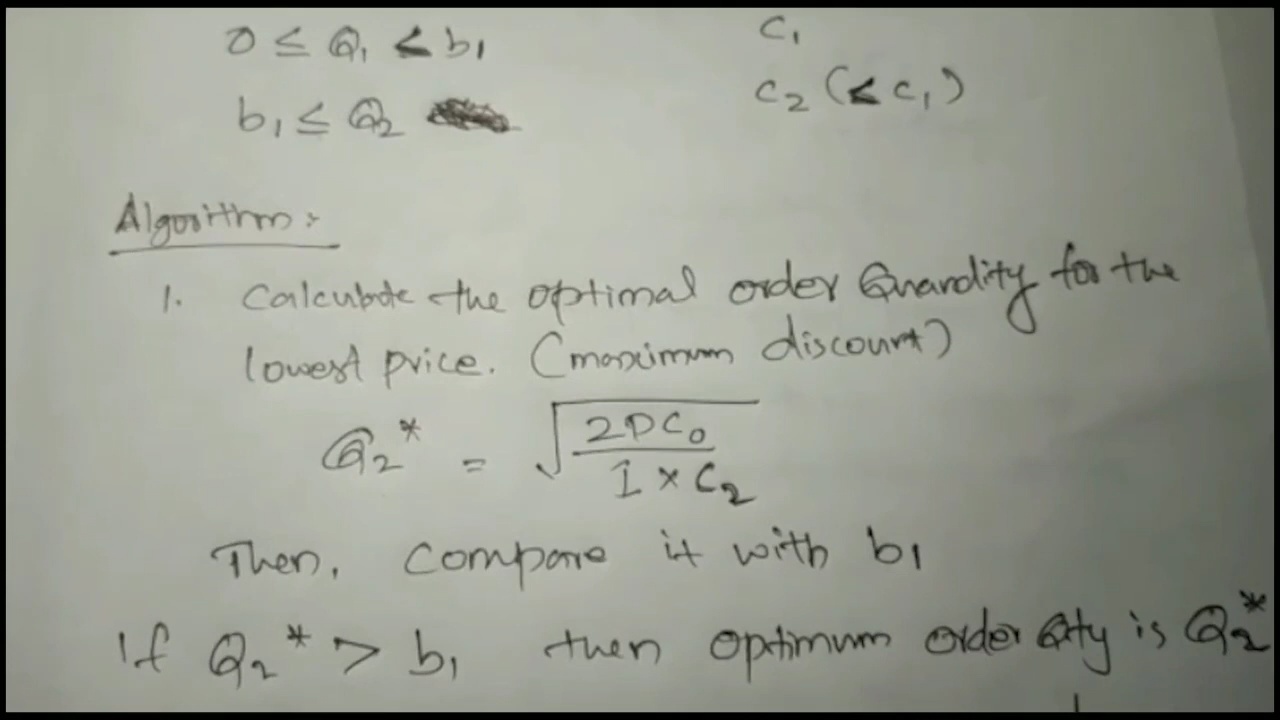 0 ≤ Q₁ < b₁ C₁
b₁ ≤ Q₂ C₂ (< C₁)
Algorithm:
1. Calculate the optimal order Quandity for the
lowest price. (maximum discount)
Q₂* = √(2DC₀ / I × C₂)
Then, compare it with b₁
If Q₂* > b₁ then optimum order Qty is Q₂*